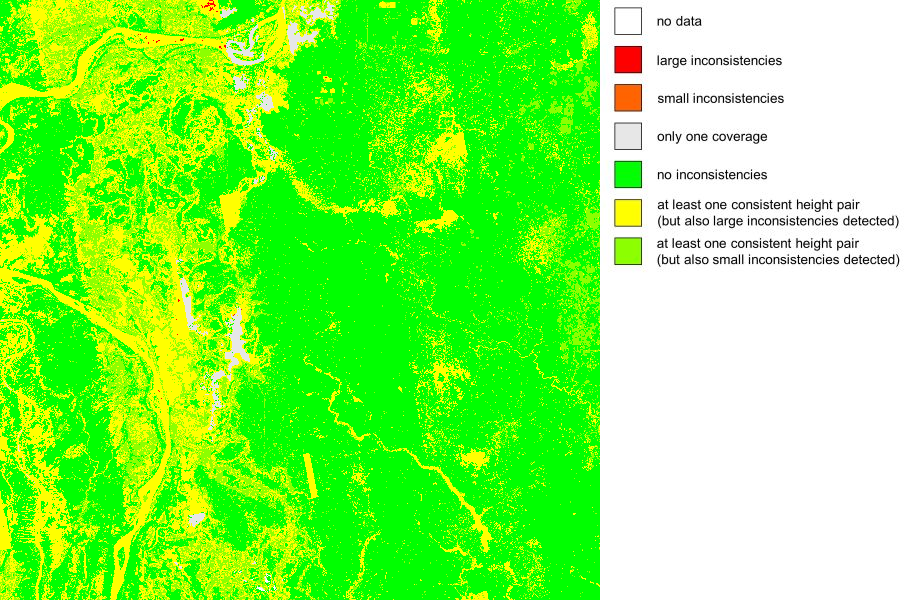 no data
large inconsistencies
small inconsistencies
only one coverage
no inconsistencies
at least one consistent height pair
(but also large inconsistencies detected)
at least one consistent height pair
(but also small inconsistencies detected)